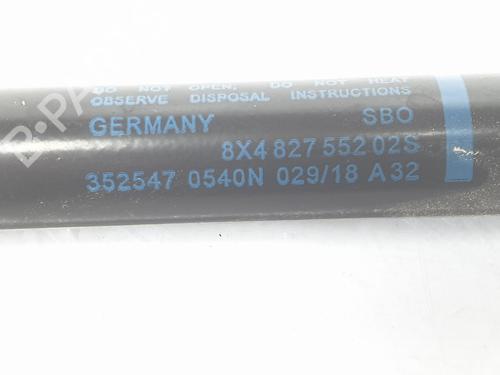 DO NOT OPEN, DO NOT HEAT
OBSERVE DISPOSAL INSTRUCTIONS
GERMANY SBO
8X4 827 552 02S
352547 0540N 029/18 A32
B-PARTS